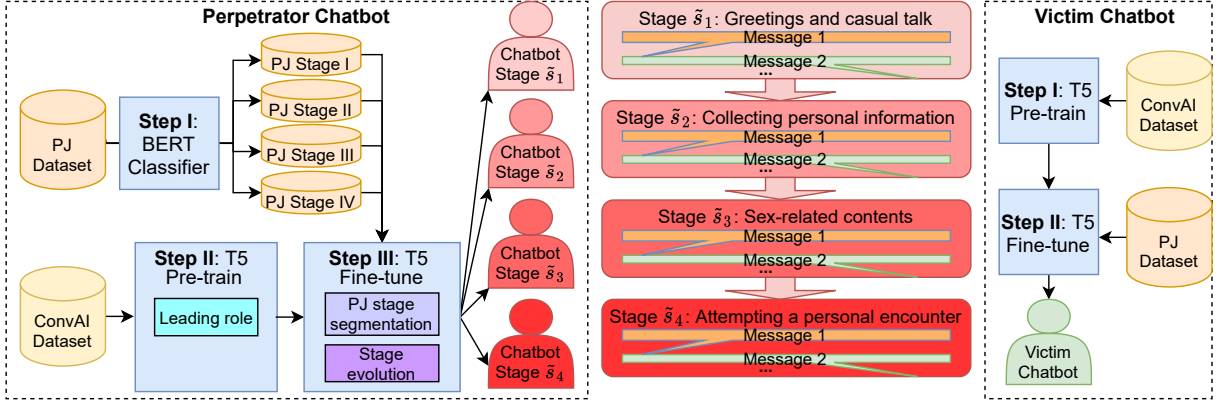 Perpetrator Chatbot
PJ
Dataset
Step I:
BERT
Classifier
PJ Stage I
PJ Stage II
PJ Stage III
PJ Stage IV
ConvAI
Dataset
Step II: T5
Pre-train
Leading role
Step III: T5
Fine-tune
PJ stage
segmentation
Stage
evolution
Chatbot
Stage s̃₁
Chatbot
Stage s̃₂
Chatbot
Stage s̃₃
Chatbot
Stage s̃₄
Stage s̃₁: Greetings and casual talk
Message 1
Message 2
...
Stage s̃₂: Collecting personal information
Message 1
Message 2
...
Stage s̃₃: Sex-related contents
Message 1
Message 2
...
Stage s̃₄: Attempting a personal encounter
Message 1
Message 2
...
Victim Chatbot
Step I: T5
Pre-train
ConvAI
Dataset
Step II: T5
Fine-tune
PJ
Dataset
Victim
Chatbot